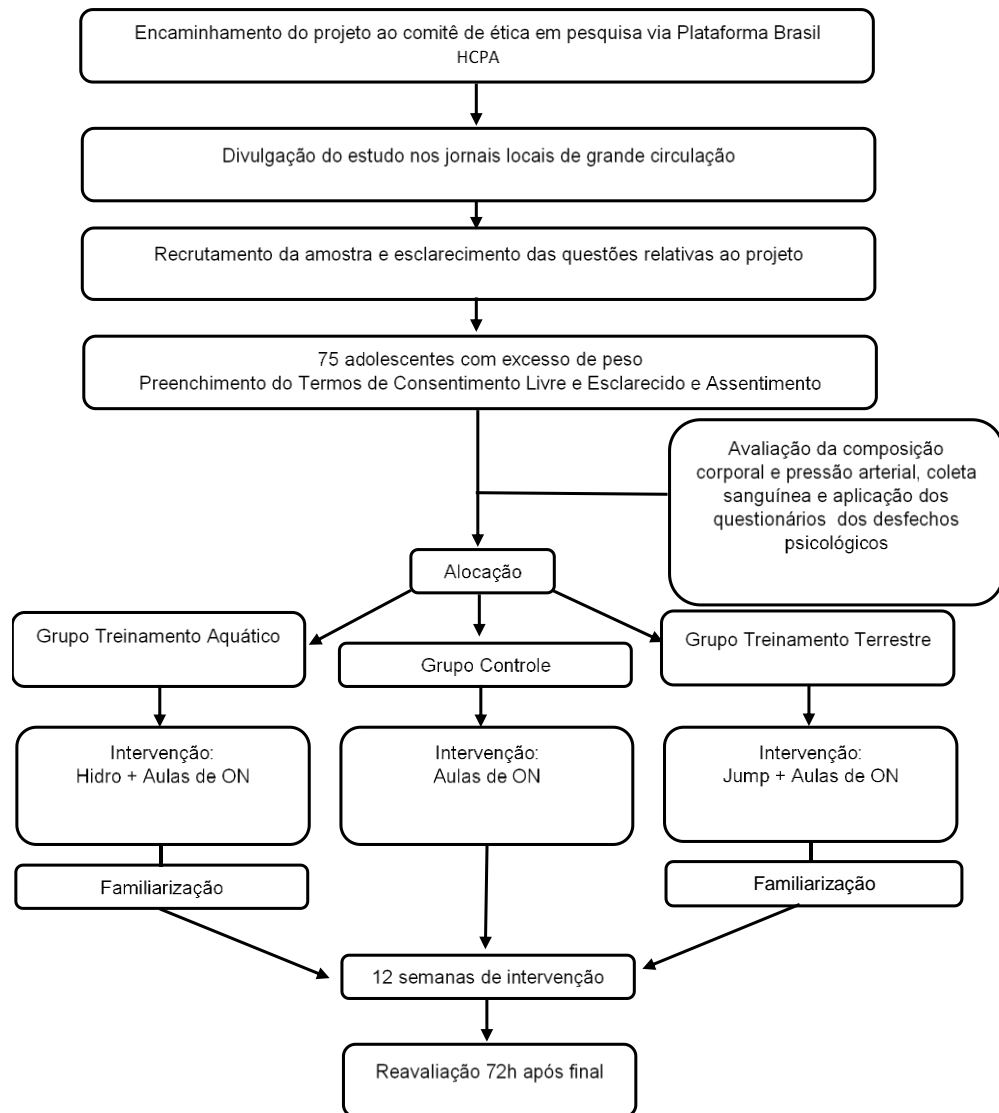 Encaminhamento do projeto ao comitê de ética em pesquisa via Plataforma Brasil
HCPA
Divulgação do estudo nos jornais locais de grande circulação
Recrutamento da amostra e esclarecimento das questões relativas ao projeto
75 adolescentes com excesso de peso
Preenchimento do Termos de Consentimento Livre e Esclarecido e Assentimento
Avaliação da composição
corporal e pressão arterial, coleta
sanguínea e aplicação dos
questionários dos desfechos
psicológicos
Alocação
Grupo Treinamento Aquático
Grupo Controle
Grupo Treinamento Terrestre
Intervenção:
Hidro + Aulas de ON
Intervenção:
Aulas de ON
Intervenção:
Jump + Aulas de ON
Familiarização
Familiarização
12 semanas de intervenção
Reavaliação 72h após final